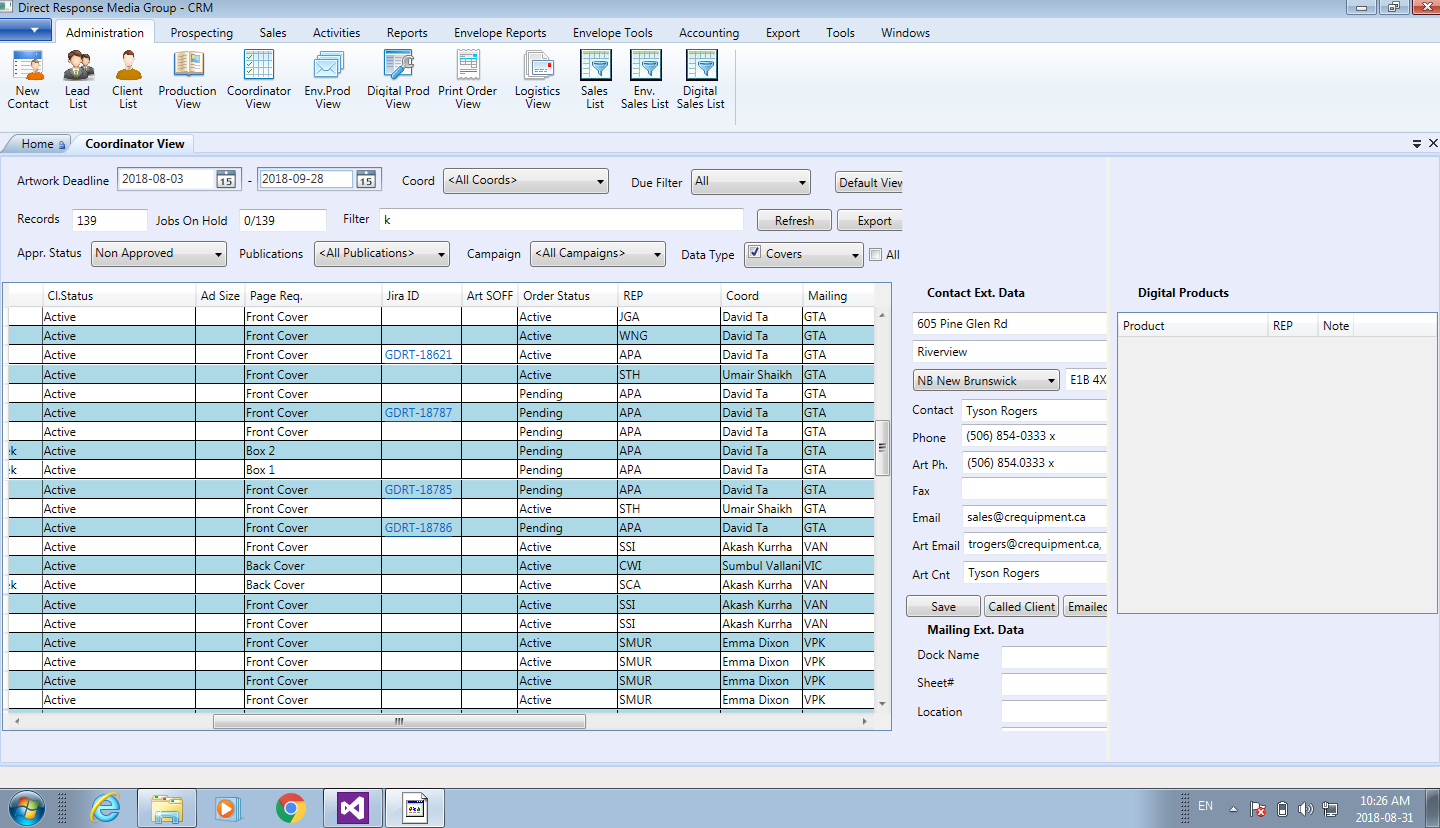 Direct Response Media Group - CRM
Administration Prospecting Sales Activities Reports Envelope Reports Envelope Tools Accounting Export Tools Windows
New Contact Lead List Client List Production View Coordinator View Env.Prod View Digital Prod View Print Order View Logistics View Sales List Env. Sales List Digital Sales List
Home Coordinator View
Artwork Deadline 2018-08-03 15 - 2018-09-28 15 Coord <All Coords> Due Filter All Default View
Records 139 Jobs On Hold 0/139 Filter k Refresh Export
Appr. Status Non Approved Publications <All Publications> Campaign <All Campaigns> Data Type Covers All
Cl.Status Ad Size Page Req. Jira ID Art SOFF Order Status REP Coord Mailing
Active Front Cover Active JGA David Ta GTA
Active Front Cover Active WNG David Ta GTA
Active Front Cover GDRT-18621 Active APA David Ta GTA
Active Front Cover Active STH Umair Shaikh GTA
Active Front Cover Pending APA David Ta GTA
Active Front Cover GDRT-18787 Pending APA David Ta GTA
Active Front Cover Pending APA David Ta GTA
ek Active Box 2 Pending APA David Ta GTA
ek Active Box 1 Pending APA David Ta GTA
Active Front Cover GDRT-18785 Pending APA David Ta GTA
Active Front Cover Active STH Umair Shaikh GTA
Active Front Cover GDRT-18786 Pending APA David Ta GTA
Active Front Cover Active SSI Akash Kurrha VAN
Active Back Cover Active CWI Sumbul Vallani VIC
ek Active Back Cover Active SCA Akash Kurrha VAN
Active Front Cover Active SSI Akash Kurrha VAN
Active Front Cover Active SSI Akash Kurrha VAN
Active Front Cover Active SMUR Emma Dixon VPK
Active Front Cover Active SMUR Emma Dixon VPK
Active Front Cover Active SMUR Emma Dixon VPK
Active Front Cover Active SMUR Emma Dixon VPK
Contact Ext. Data
605 Pine Glen Rd
Riverview
NB New Brunswick E1B 4X
Contact Tyson Rogers
Phone (506) 854-0333 x
Art Ph. (506) 854.0333 x
Fax
Email sales@crequipment.ca
Art Email trogers@crequipment.ca,
Art Cnt Tyson Rogers
Save Called Client Emailed
Mailing Ext. Data
Dock Name
Sheet#
Location
Digital Products
Product REP Note
EN 10:26 AM
2018-08-31